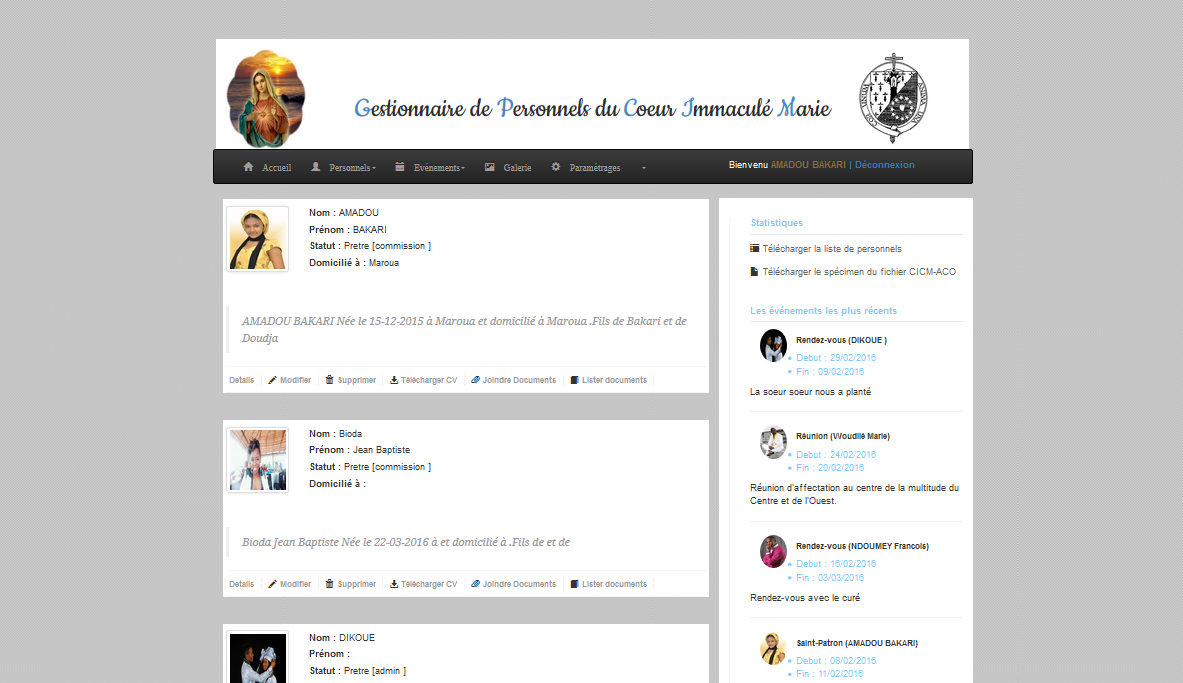 Gestionnaire de Personnels du Coeur Immaculé Marie
Accueil Personnels Evénements Galerie Paramétrages
Bienvenu AMADOU BAKARI | Déconnexion
Nom : AMADOU
Prénom : BAKARI
Statut : Pretre [commission ]
Domicilié à : Maroua
AMADOU BAKARI Née le 15-12-2015 à Maroua et domicilié à Maroua .Fils de Bakari et de
Doudja
Details Modifier Supprimer Télécharger CV Joindre Documents Lister documents
Nom : Bioda
Prénom : Jean Baptiste
Statut : Pretre [commission ]
Domicilié à :
Bioda Jean Baptiste Née le 22-03-2016 à et domicilié à .Fils de et de
Details Modifier Supprimer Télécharger CV Joindre Documents Lister documents
Nom : DIKOUE
Prénom :
Statut : Pretre [admin ]
Statistiques
Télécharger la liste de personnels
Télécharger le spécimen du fichier CICM-ACO
Les événements les plus récents
Rendez-vous (DIKOUE )
Debut : 29/02/2016
Fin : 09/02/2016
La soeur soeur nous a planté
Réunion (Woudilé Marie)
Debut : 24/02/2016
Fin : 20/02/2016
Réunion d'affectation au centre de la multitude du
Centre et de l'Ouest.
Rendez-vous (NDOUMEY Francois)
Debut : 16/02/2016
Fin : 03/03/2016
Rendez-vous avec le curé
Saint-Patron (AMADOU BAKARI)
Debut : 08/02/2016
Fin : 11/02/2016